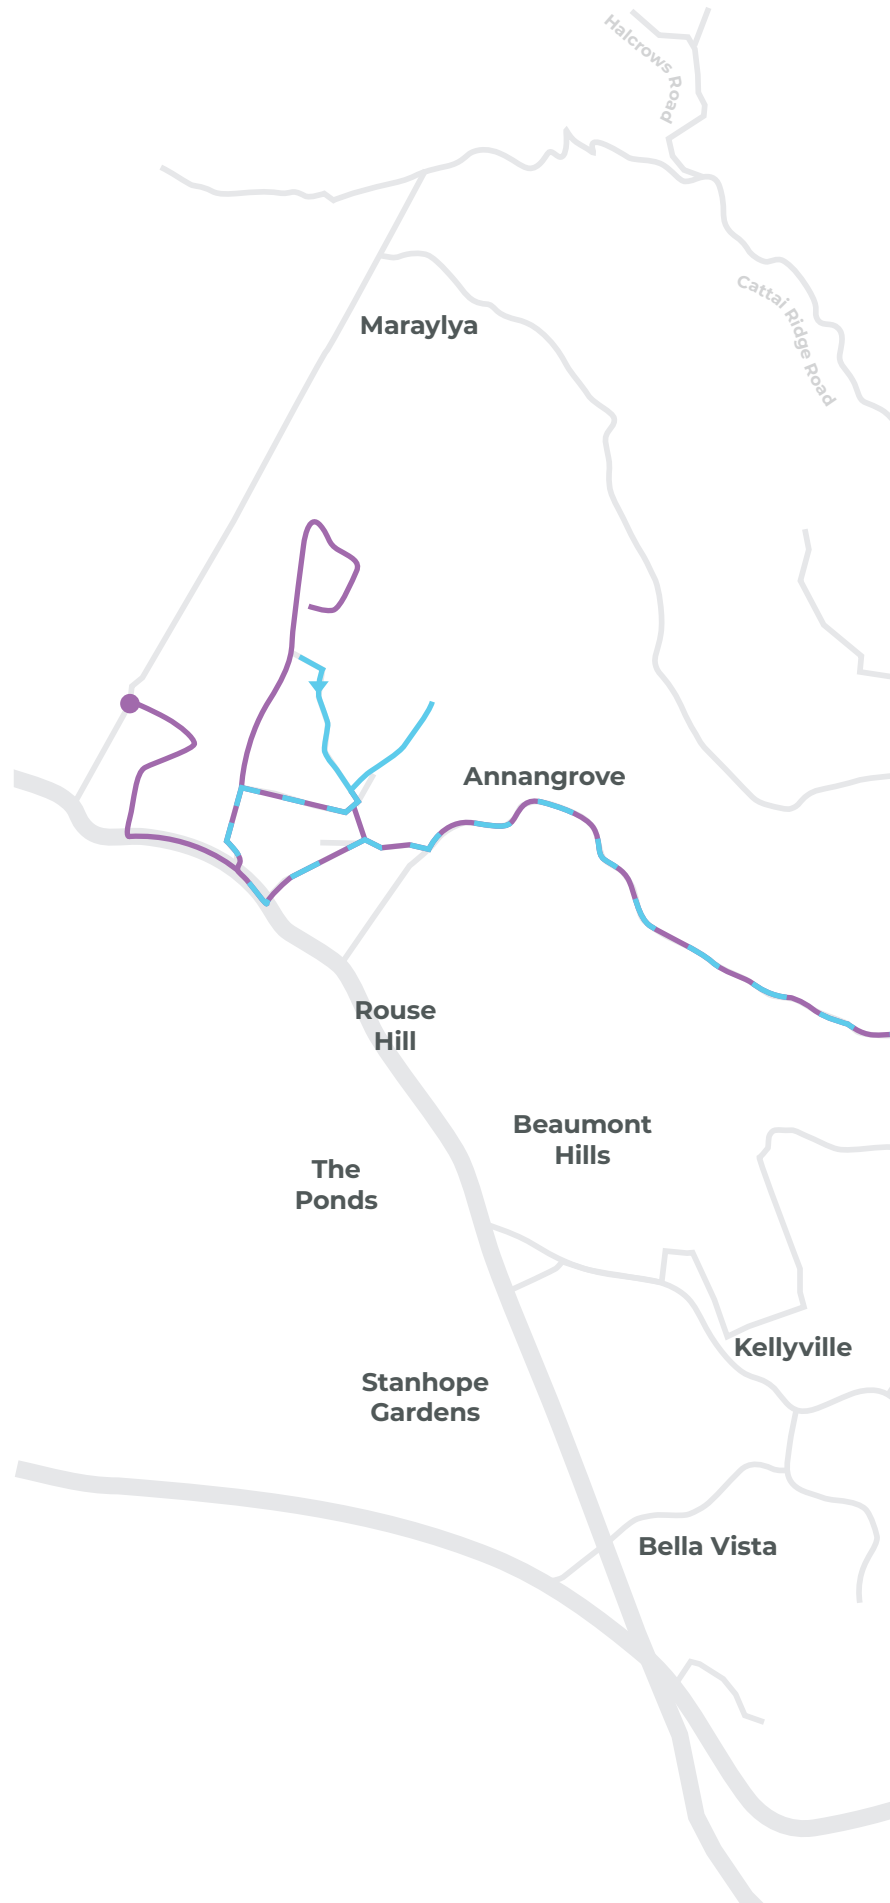 Halcrows Road
Cattai Ridge Road
Maraylya
Annangrove
Rouse
Hill
Beaumont
Hills
The
Ponds
Kellyville
Stanhope
Gardens
Bella Vista